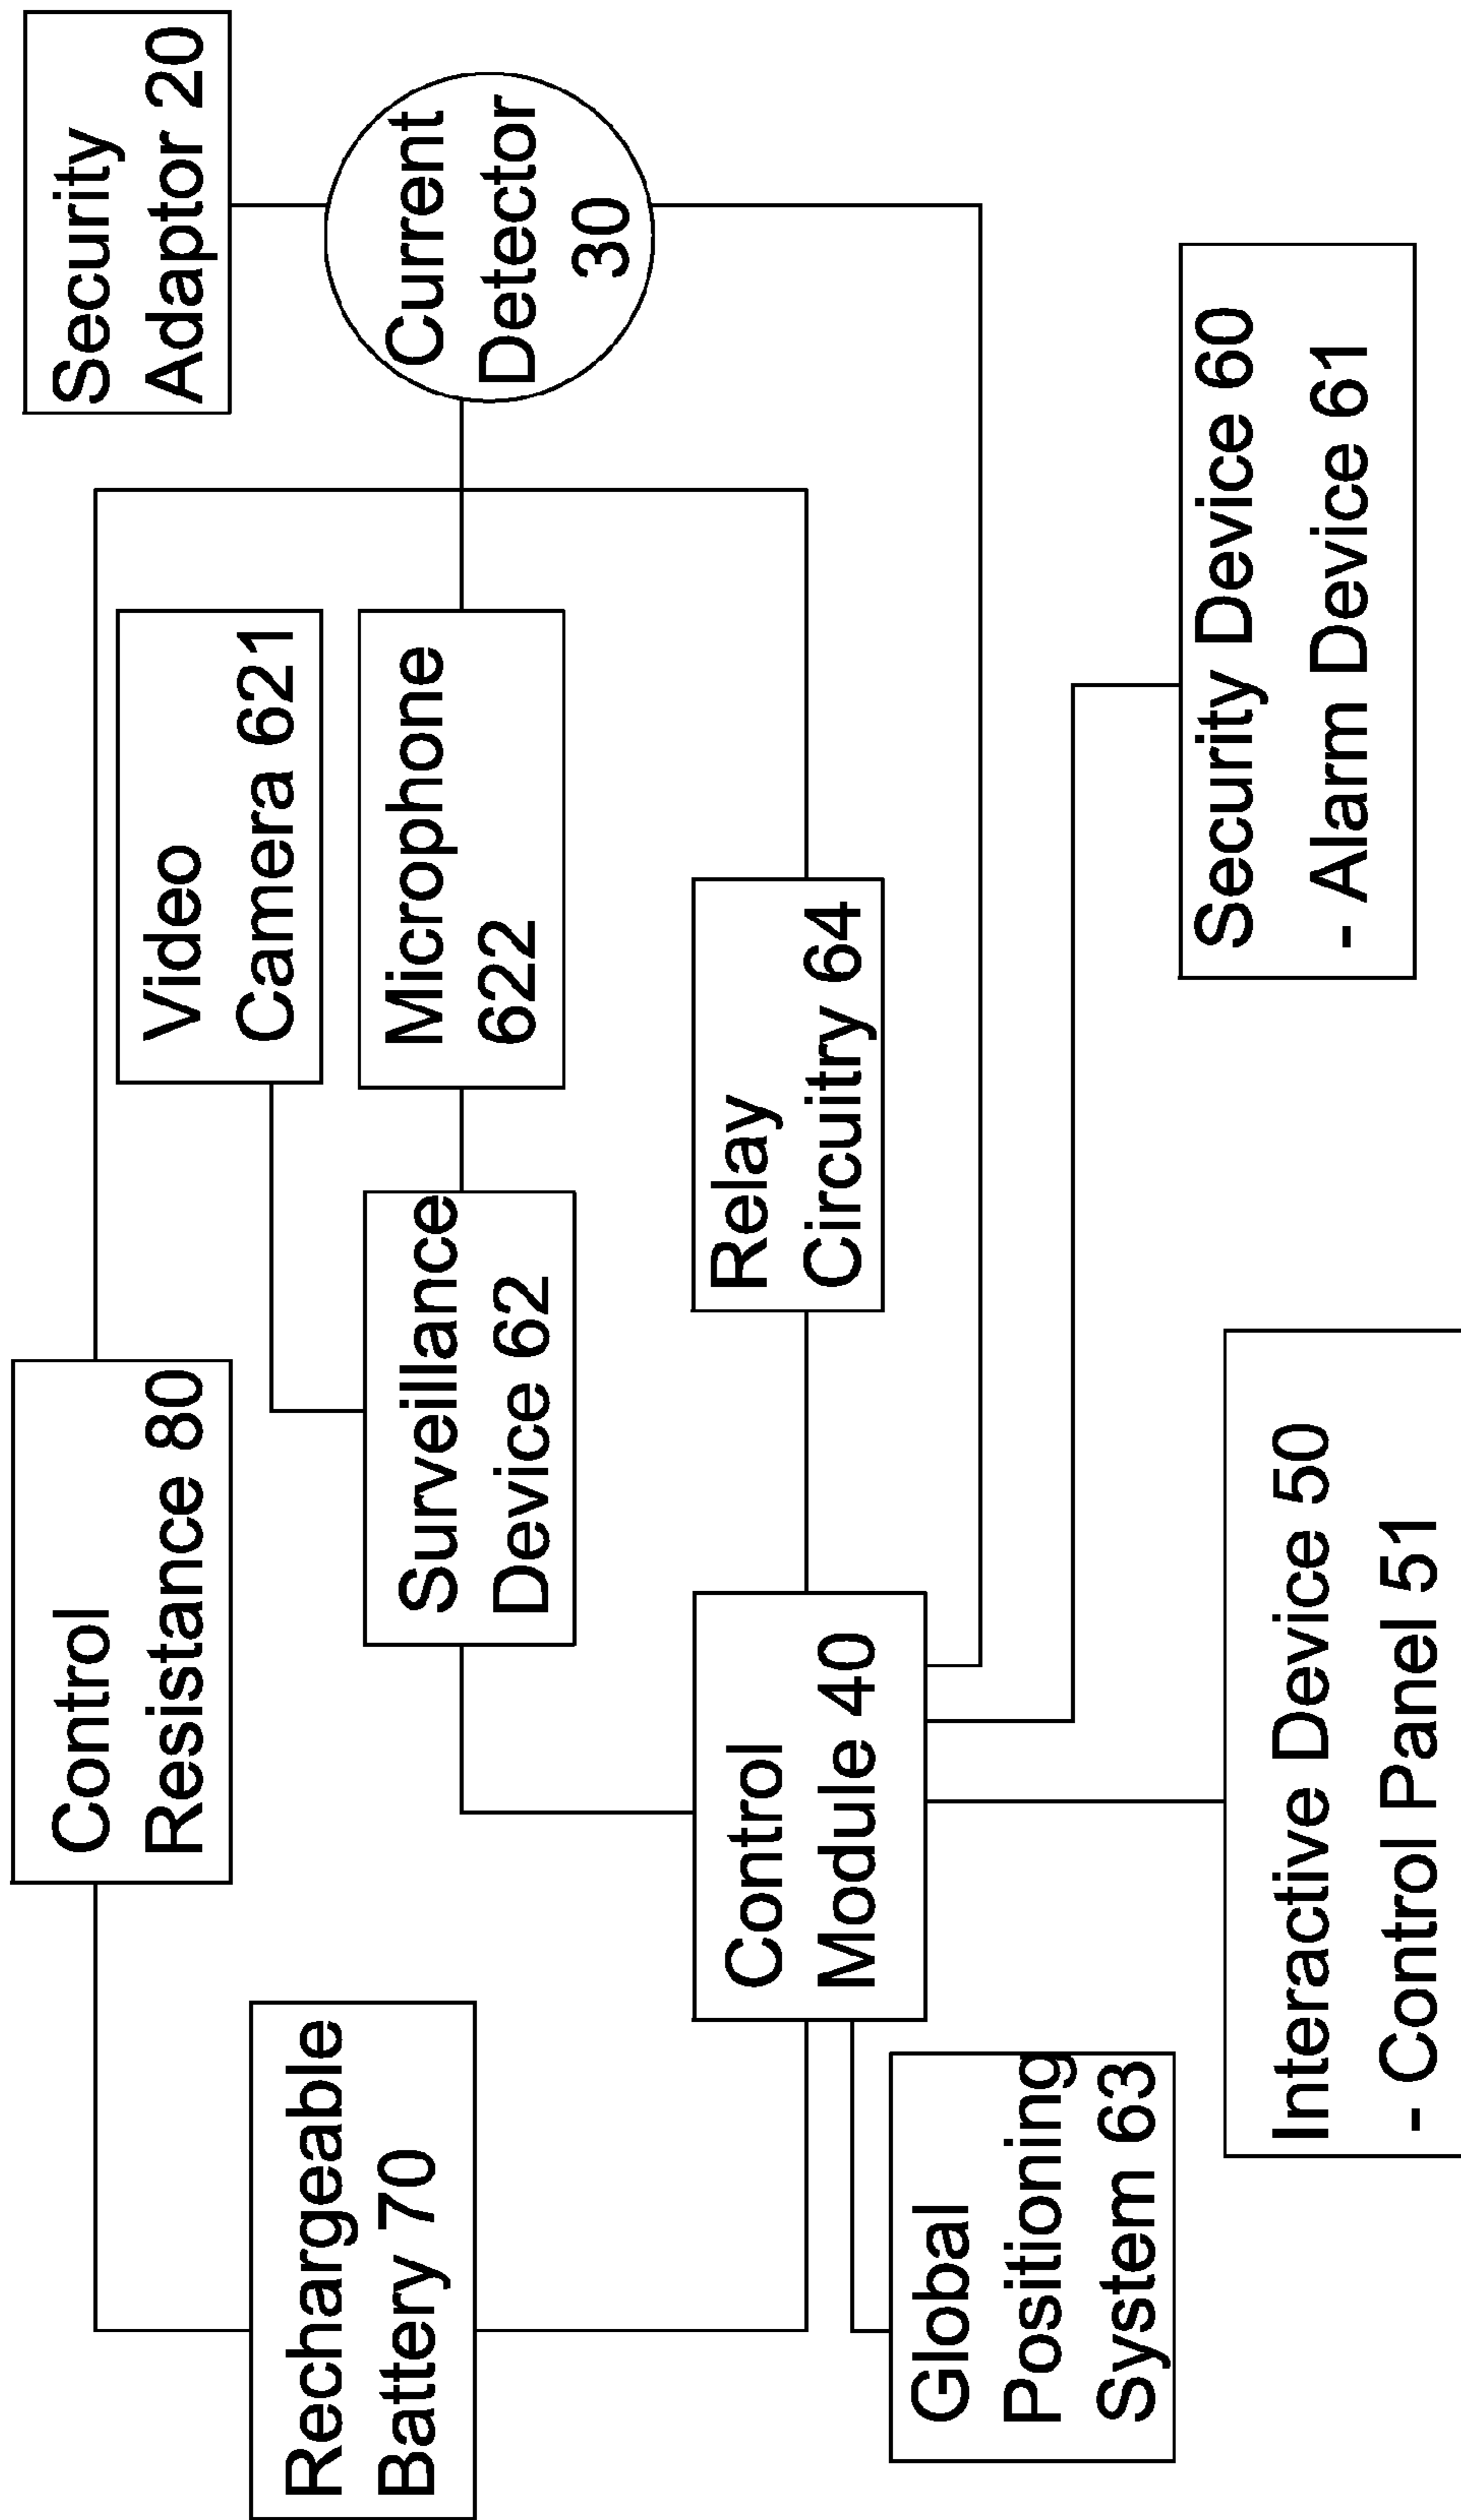 Security
Adaptor 20
Current
Detector
30
Control
Resistance 80
Video
Camera 621
Microphone
622
Surveillance
Device 62
Rechargeable
Battery 70
Relay
Circuitry 64
Control
Module 40
Global
Positioning
System 63
Security Device 60
- Alarm Device 61
Interactive Device 50
- Control Panel 51